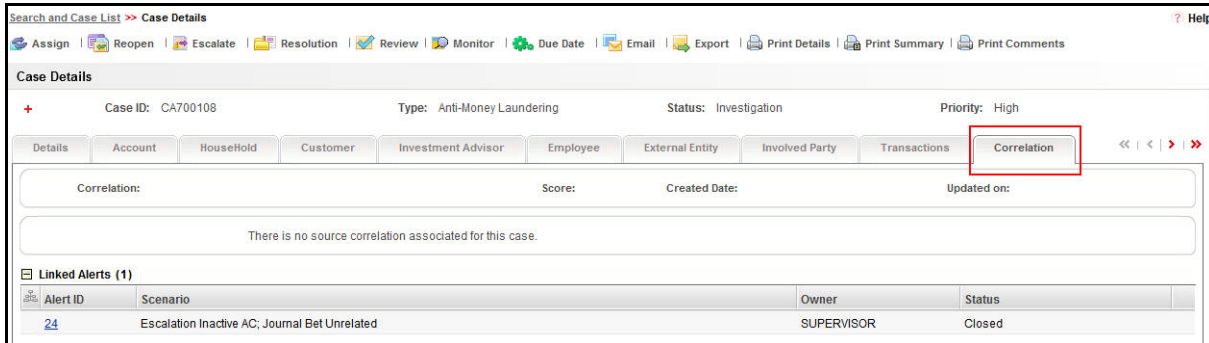 Search and Case List >> Case Details ? Help
Assign | Reopen | Escalate | Resolution | Review | Monitor | Due Date | Email | Export | Print Details | Print Summary | Print Comments
Case Details
+ Case ID: CA700108 Type: Anti-Money Laundering Status: Investigation Priority: High
Details Account HouseHold Customer Investment Advisor Employee External Entity Involved Party Transactions Correlation « | < | > | »
Correlation: Score: Created Date: Updated on:
There is no source correlation associated for this case.
Linked Alerts (1)
Alert ID Scenario Owner Status
24 Escalation Inactive AC; Journal Bet Unrelated SUPERVISOR Closed